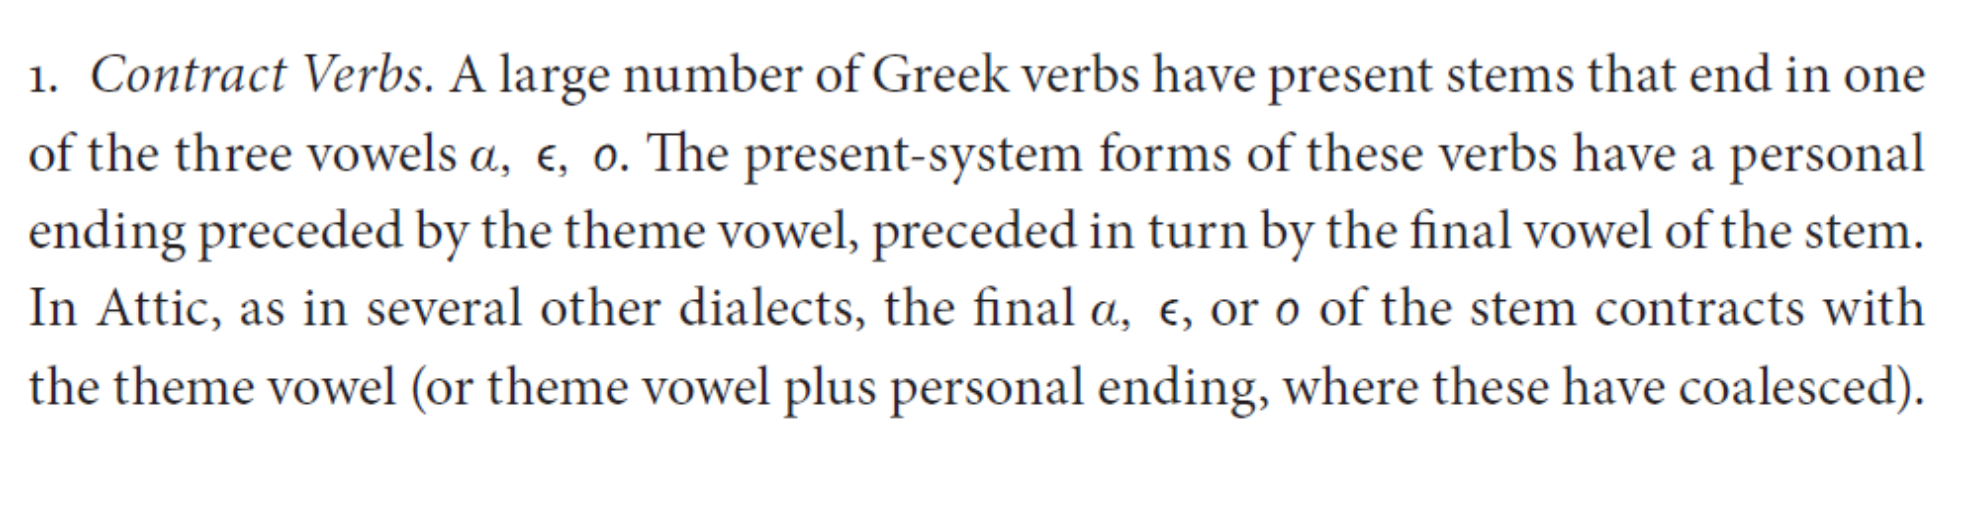 1. Contract Verbs. A large number of Greek verbs have present stems that end in one
of the three vowels α, ε, ο. The present-system forms of these verbs have a personal
ending preceded by the theme vowel, preceded in turn by the final vowel of the stem.
In Attic, as in several other dialects, the final α, ε, or ο of the stem contracts with
the theme vowel (or theme vowel plus personal ending, where these have coalesced).